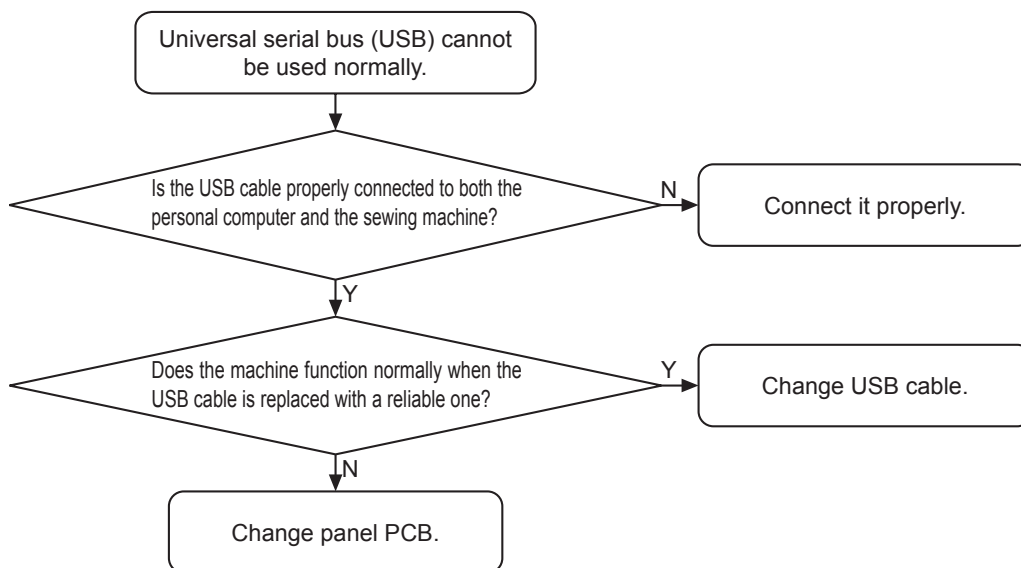 Universal serial bus (USB) cannot
be used normally.
Is the USB cable properly connected to both the
personal computer and the sewing machine?
N
Connect it properly.
Y
Does the machine function normally when the
USB cable is replaced with a reliable one?
Y
Change USB cable.
N
Change panel PCB.